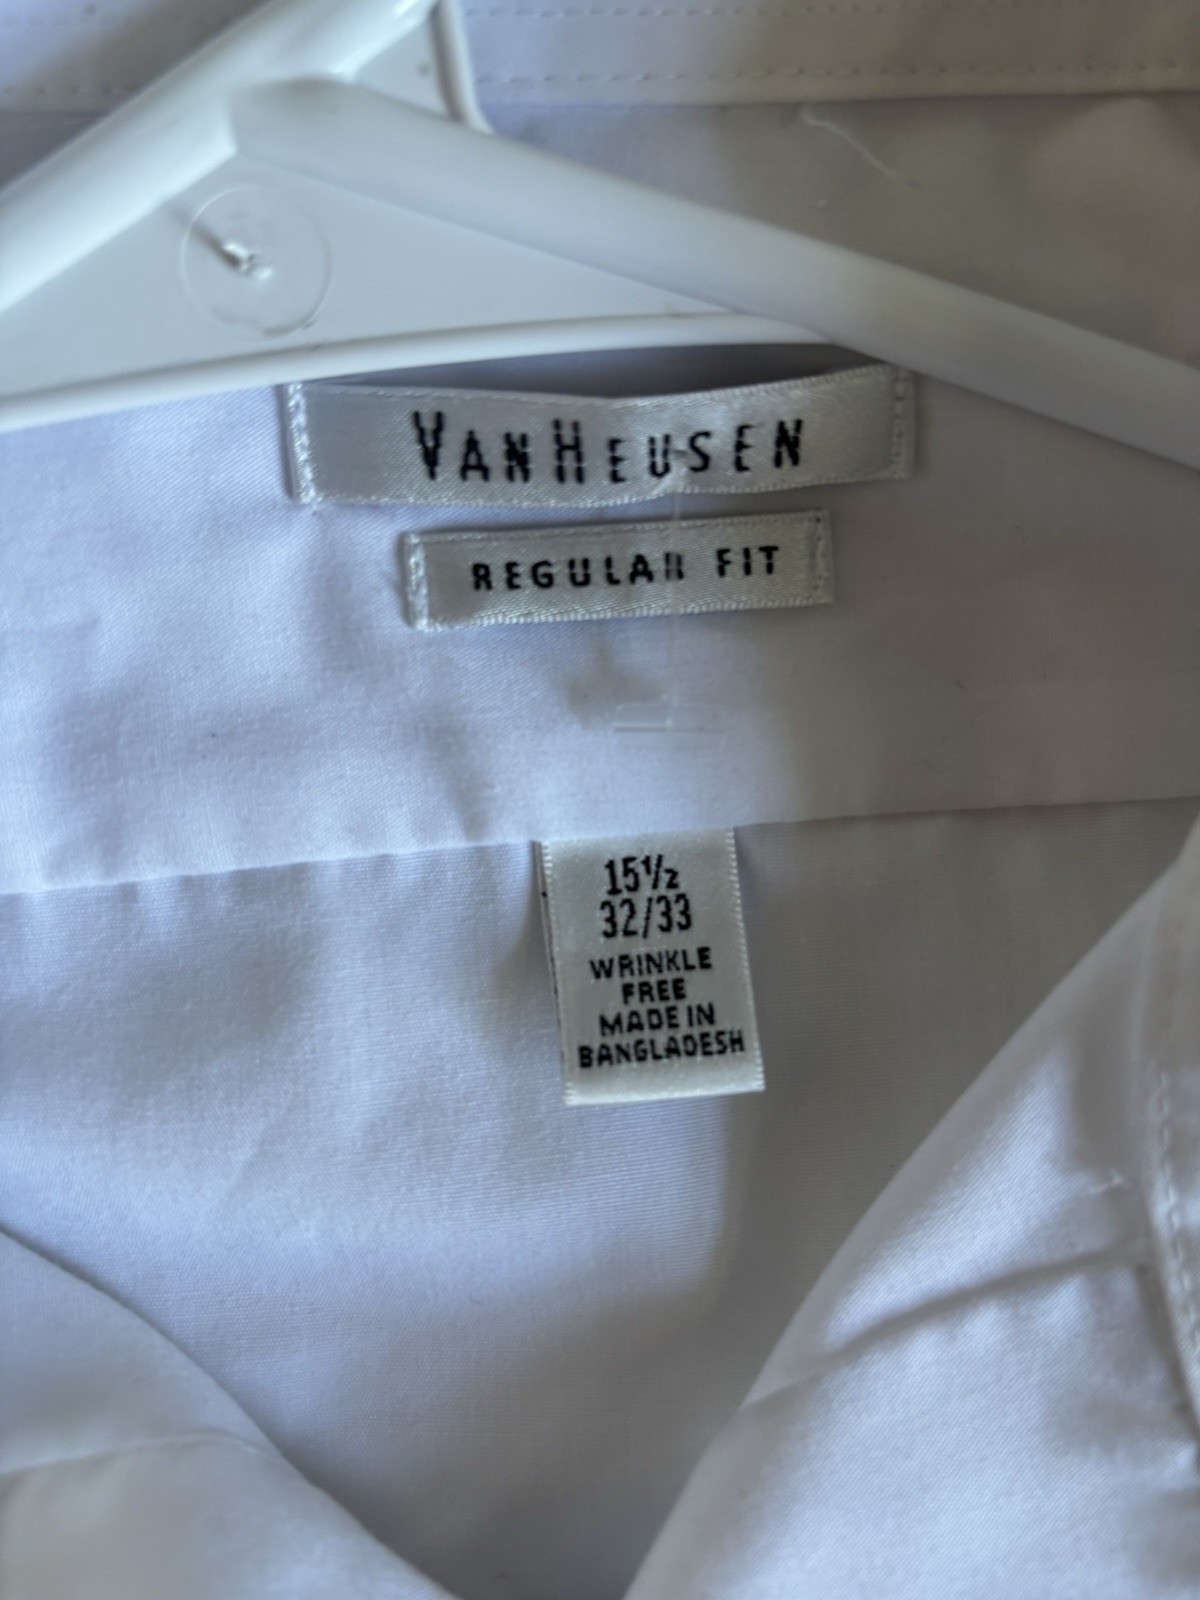 VANHEUSEN
REGULAR FIT
15½
32/33
WRINKLE
FREE
MADE IN
BANGLADESH